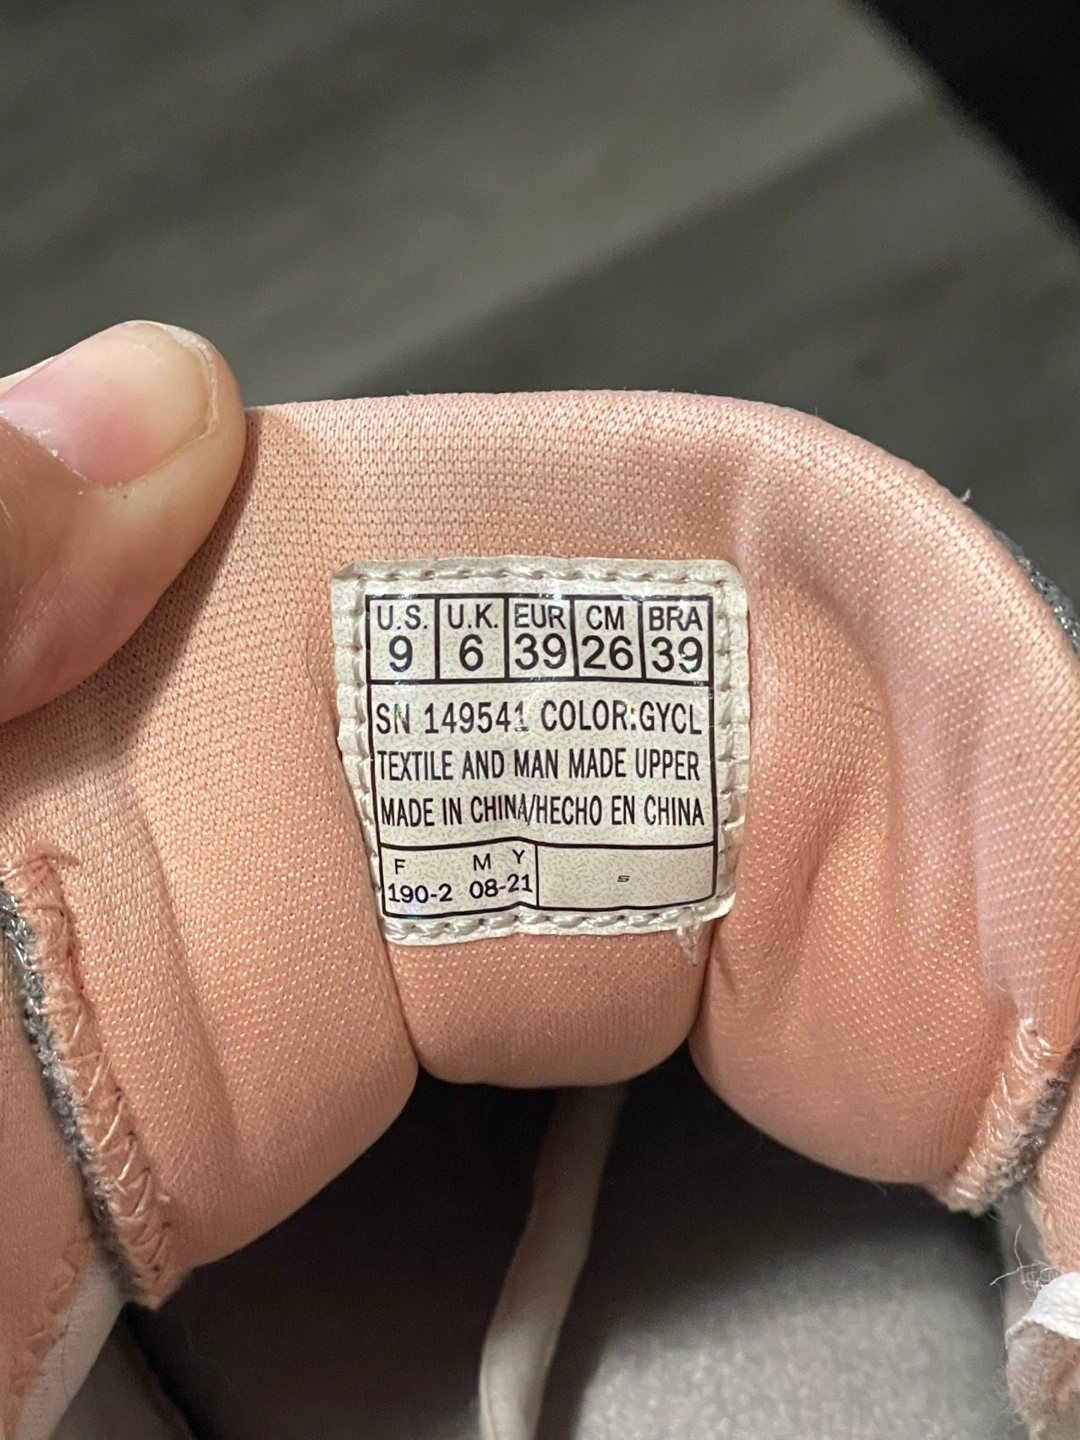 U.S. U.K. EUR CM BRA
9 6 39 26 39
SN 149541 COLOR:GYCL
TEXTILE AND MAN MADE UPPER
MADE IN CHINA/HECHO EN CHINA
F M Y
190-2 08-21
S